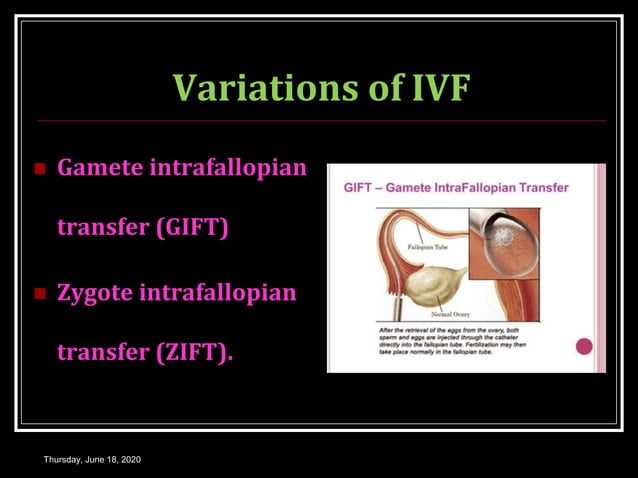 Variations of IVF
Gamete intrafallopian
transfer (GIFT)
Zygote intrafallopian
transfer (ZIFT).
GIFT – Gamete IntraFallopian Transfer
Fallopian Tube
Normal Ovary
After the retrieval of the eggs from the ovary, both
sperm and eggs are injected through the catheter
directly into the fallopian tube. Fertilization may then
take place normally in the fallopian tube.
Thursday, June 18, 2020